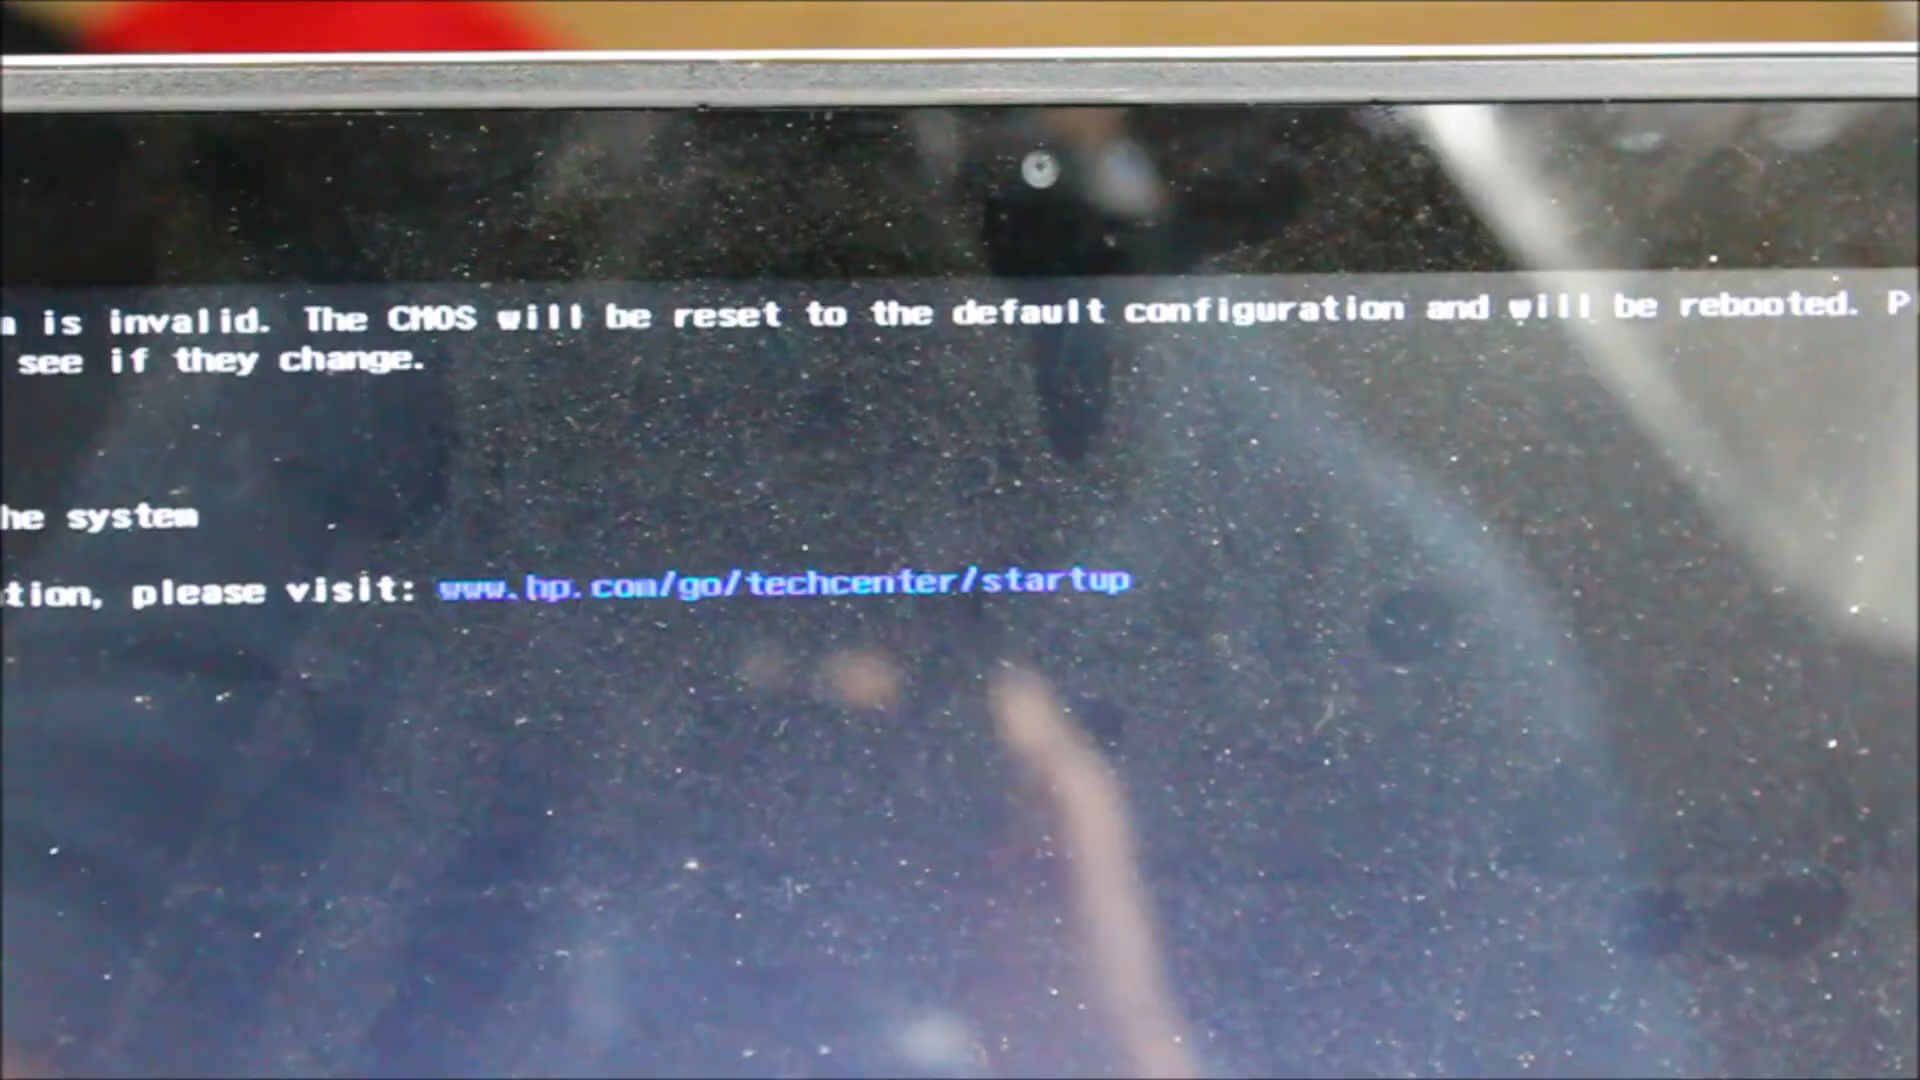 is invalid. The CMOS will be reset to the default configuration and will be rebooted. P
see if they change.
he system
tion, please visit: www.hp.com/go/techcenter/startup